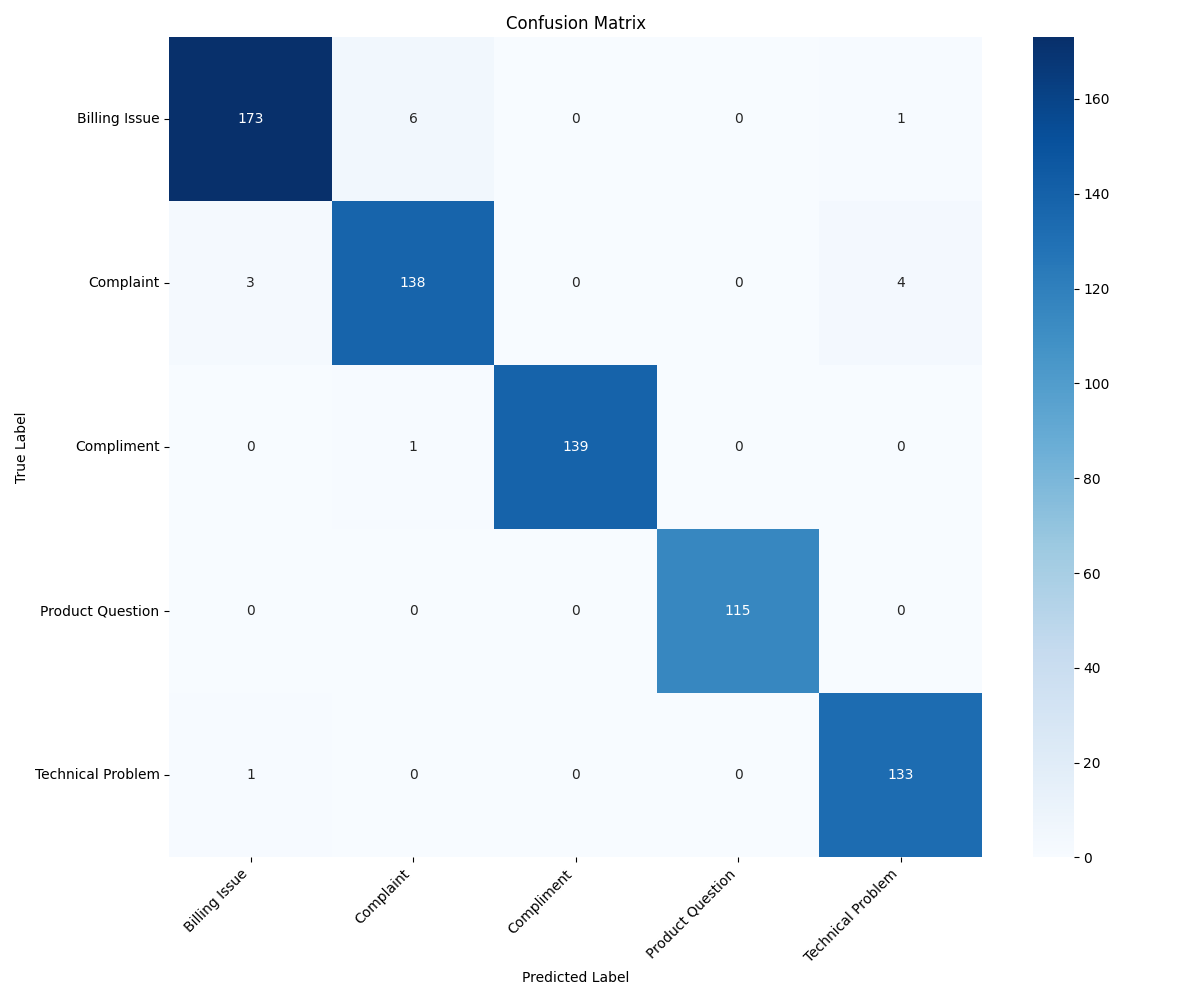 Confusion Matrix
Billing Issue 173 6 0 0 1
Complaint 3 138 0 0 4
Compliment 0 1 139 0 0
Product Question 0 0 0 115 0
Technical Problem 1 0 0 0 133
True Label
Billing Issue Complaint Compliment Product Question Technical Problem
Predicted Label
160
140
120
100
80
60
40
20
0